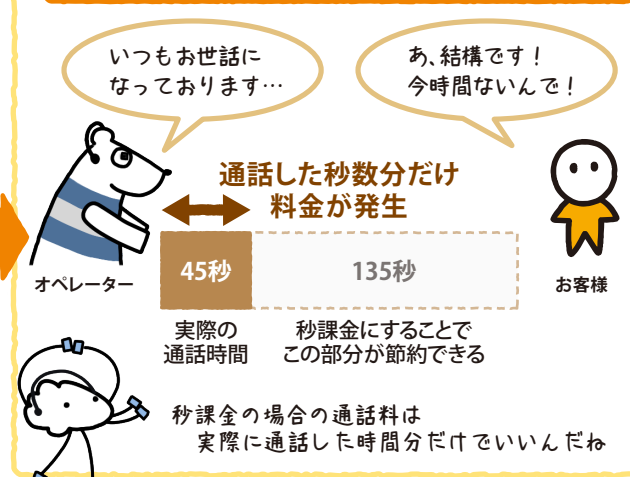 いつもお世話に
なっております…
あ、結構です！
今時間ないんで！
通話した秒数分だけ
料金が発生
45秒
135秒
オペレーター
お客様
実際の
通話時間
秒課金にすることで
この部分が節約できる
秒課金の場合の通話料は
実際に通話した時間分だけでいいんだね